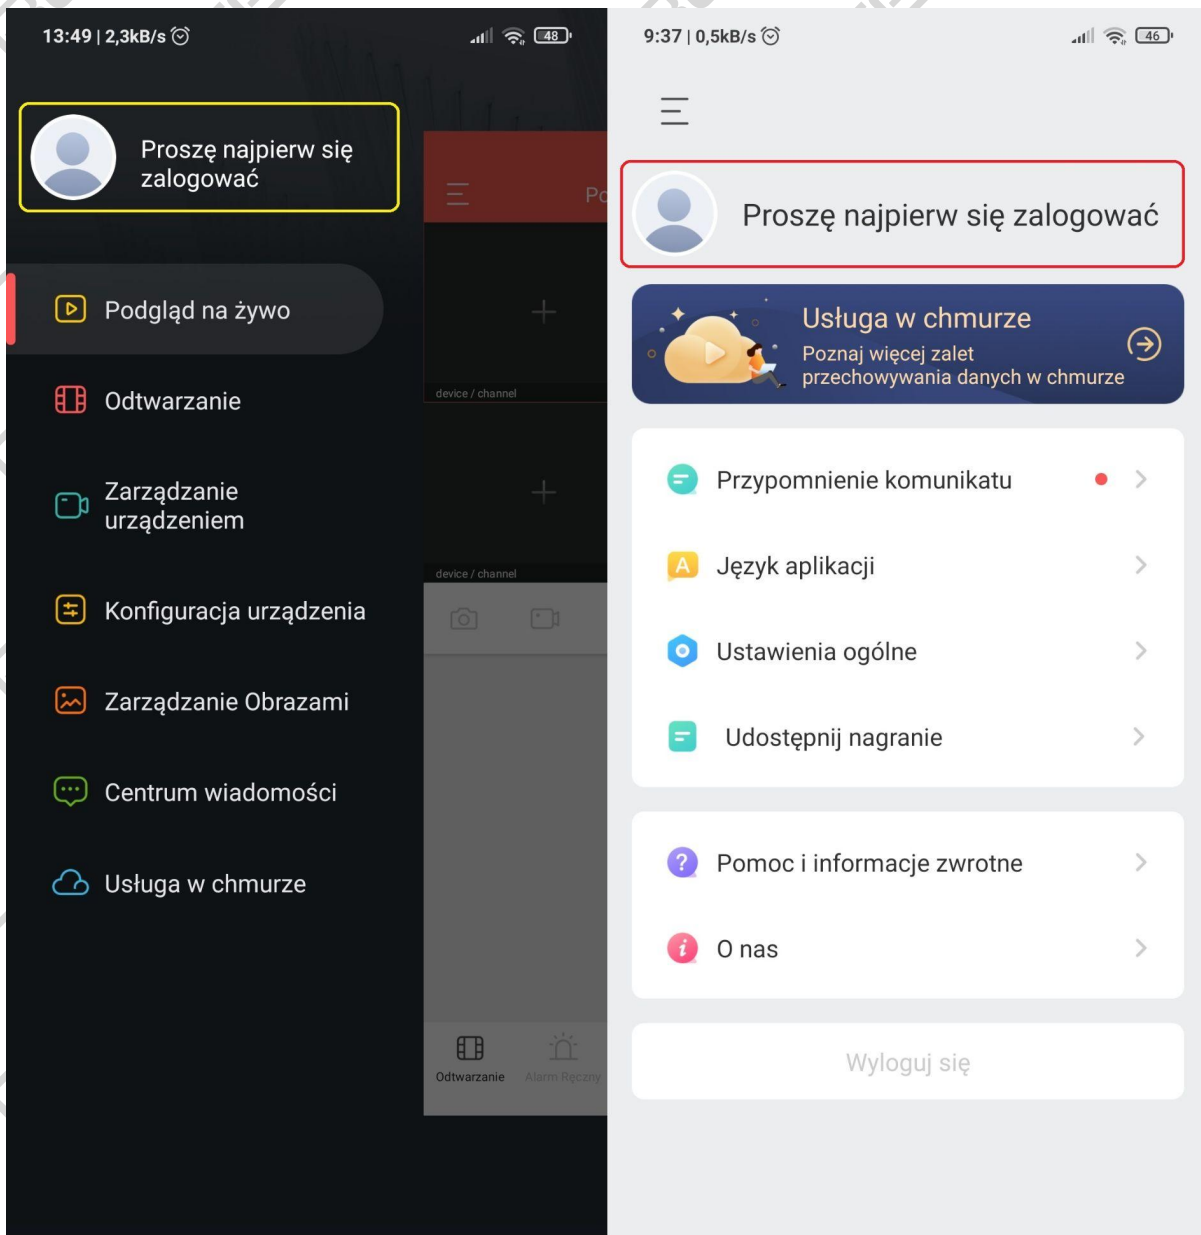 13:49 | 2,3kB/s
48
Proszę najpierw się
zalogować
Podgląd na żywo
Odtwarzanie
Zarządzanie
urządzeniem
Konfiguracja urządzenia
Zarządzanie Obrazami
Centrum wiadomości
Usługa w chmurze
Po
device / channel
device / channel
Odtwarzanie
Alarm Ręczny
9:37 | 0,5kB/s
46
Proszę najpierw się zalogować
Usługa w chmurze
Poznaj więcej zalet
przechowywania danych w chmurze
Przypomnienie komunikatu
Język aplikacji
Ustawienia ogólne
Udostępnij nagranie
Pomoc i informacje zwrotne
O nas
Wyloguj się